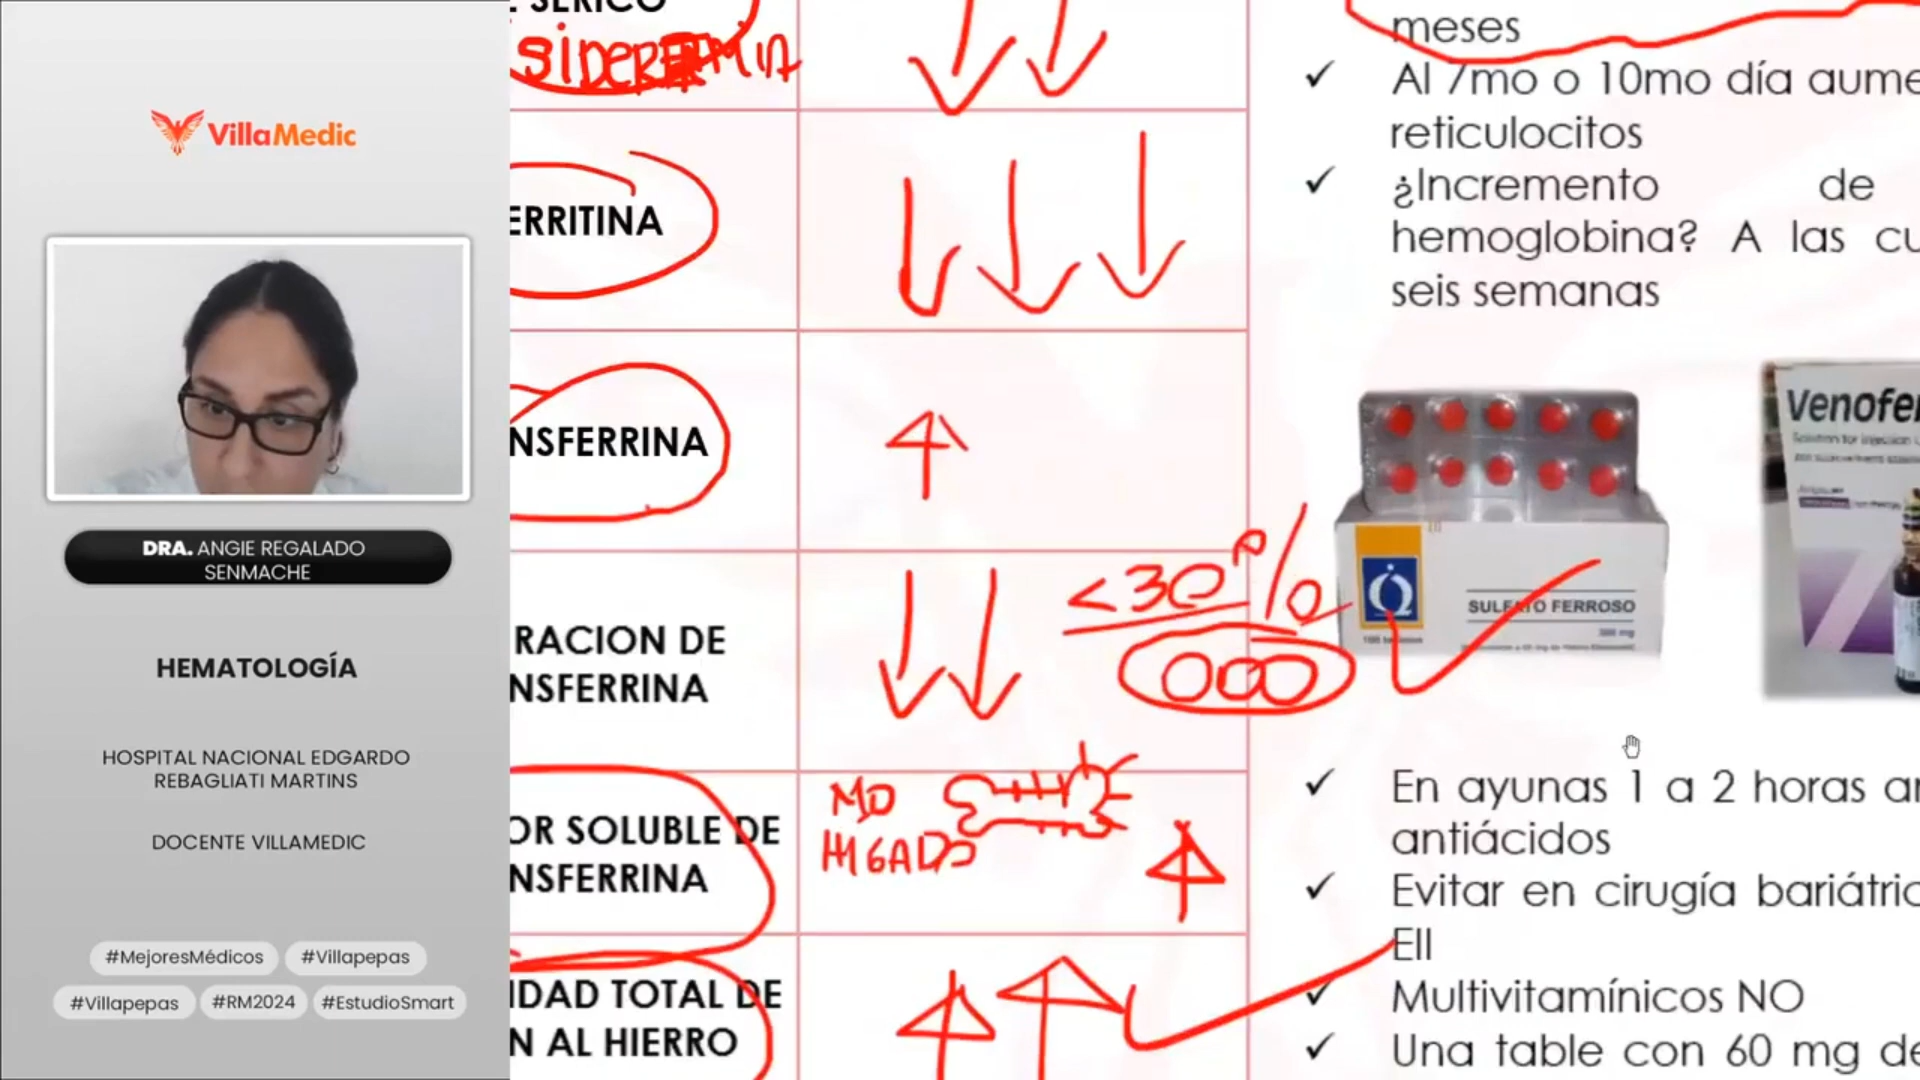 VillaMedic
DRA. ANGIE REGALADO
SENMACHE
HEMATOLOGÍA
HOSPITAL NACIONAL EDGARDO
REBAGLIATI MARTINS
DOCENTE VILLAMEDIC
#MejoresMédicos #Villapepas
#Villapepas #RM2024 #EstudioSmart
SERICO
ERRITINA
NSFERRINA
RACION DE
NSFERRINA
<30%
MO
HIGADO
OR SOLUBLE DE
NSFERRINA
IDAD TOTAL DE
N AL HIERRO
meses
✓ Al 7mo o 10mo día aume
reticulocitos
✓ ¿Incremento de
hemoglobina? A las cu
seis semanas
Venofe
SULFATO FERROSO
✓ En ayunas 1 a 2 horas an
antiácidos
✓ Evitar en cirugía bariátric
EII
✓ Multivitamínicos NO
✓ Una table con 60 mg de